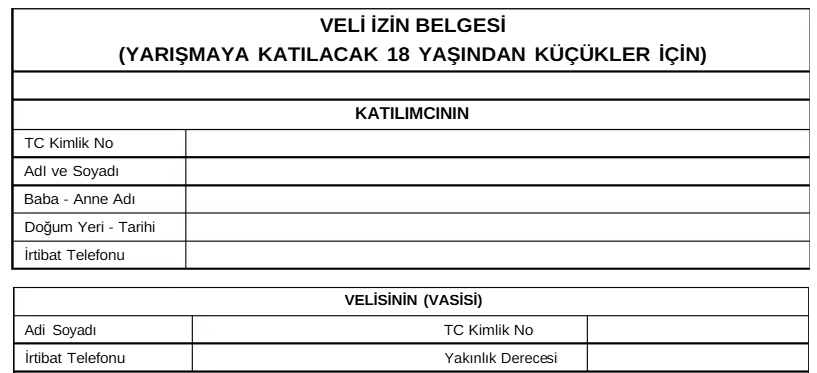 VELİ İZİN BELGESİ
(YARIŞMAYA KATILACAK 18 YAŞINDAN KÜÇÜKLER İÇİN)
KATILIMCININ
TC Kimlik No
AdI ve Soyadı
Baba - Anne Adı
Doğum Yeri - Tarihi
İrtibat Telefonu
VELİSİNİN (VASİSİ)
Adi Soyadı TC Kimlik No
İrtibat Telefonu Yakınlık Derecesi